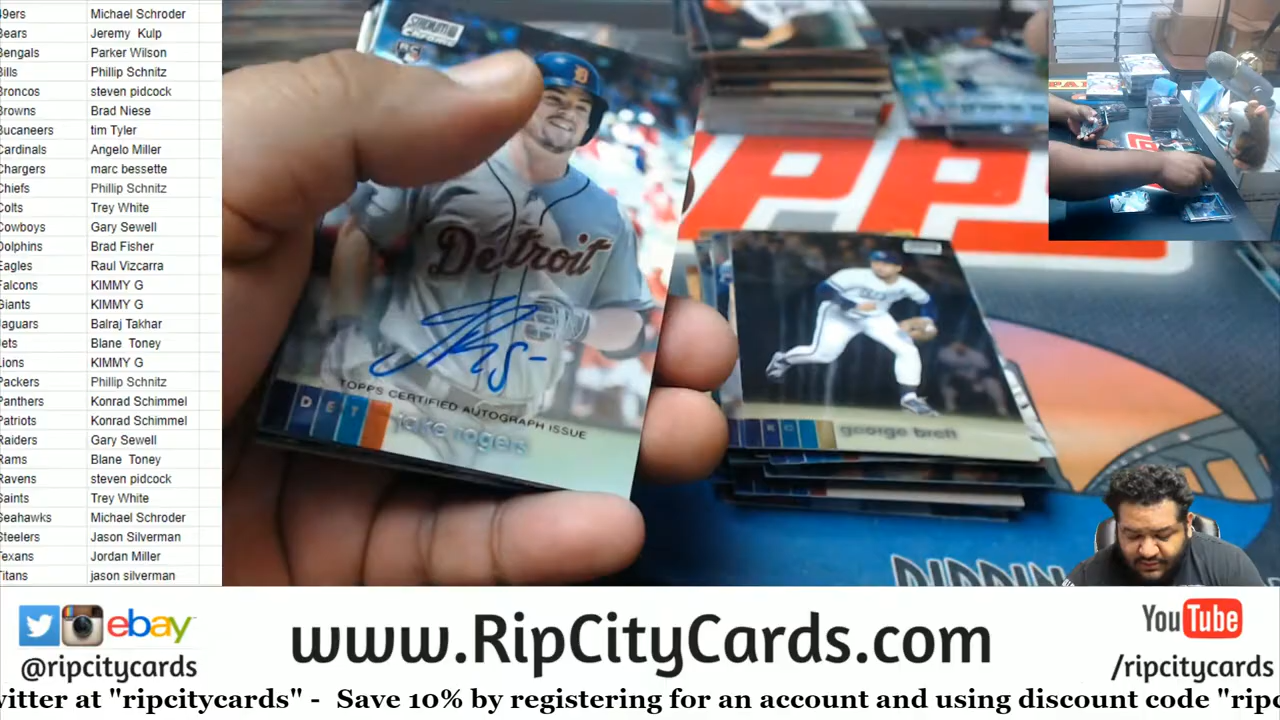 49ers Michael Schroder
Bears Jeremy Kulp
Bengals Parker Wilson
Bills Phillip Schnitz
Broncos steven pidcock
Browns Brad Niese
Bucaneers tim Tyler
Cardinals Angelo Miller
Chargers marc bessette
Chiefs Phillip Schnitz
Colts Trey White
Cowboys Gary Sewell
Dolphins Brad Fisher
Eagles Raul Vizcarra
Falcons KIMMY G
Giants KIMMY G
Jaguars Balraj Takhar
Jets Blane Toney
Lions KIMMY G
Packers Phillip Schnitz
Panthers Konrad Schimmel
Patriots Konrad Schimmel
Raiders Gary Sewell
Rams Blane Toney
Ravens steven pidcock
Saints Trey White
Seahawks Michael Schroder
Steelers Jason Silverman
Texans Jordan Miller
Titans jason silverman
STADIUM
CHROME
RC
Detroit
TOPPS CERTIFIED AUTOGRAPH ISSUE
DET jake rogers
KC george brett
ebay
@ripcitycards
www.RipCityCards.com
YouTube
/ripcitycards
witter at "ripcitycards" - Save 10% by registering for an account and using discount code "ripc